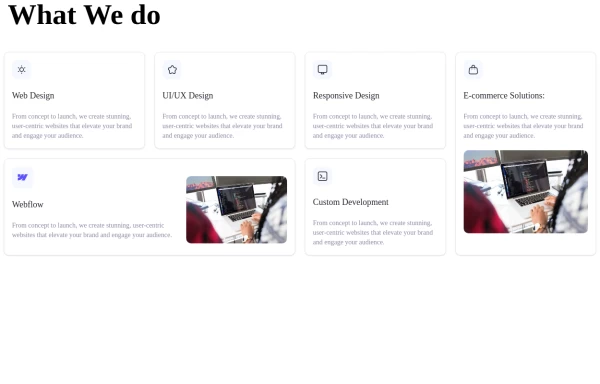 What We do
Web Design
From concept to launch, we create stunning,
user-centric websites that elevate your brand
and engage your audience.
UI/UX Design
From concept to launch, we create stunning,
user-centric websites that elevate your brand
and engage your audience.
Responsive Design
From concept to launch, we create stunning,
user-centric websites that elevate your brand
and engage your audience.
E-commerce Solutions:
From concept to launch, we create stunning,
user-centric websites that elevate your brand
and engage your audience.
Webflow
From concept to launch, we create stunning, user-centric
websites that elevate your brand and engage your audience.
Custom Development
From concept to launch, we create stunning,
user-centric websites that elevate your brand
and engage your audience.